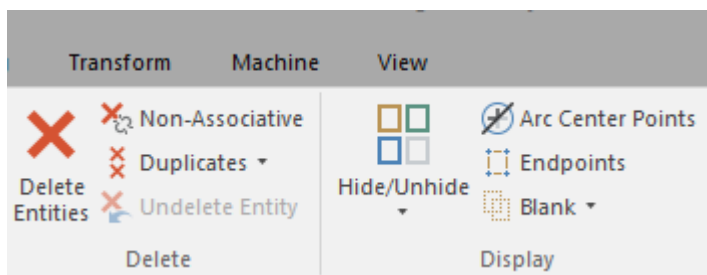 Transform Machine View
Delete
Entities
Non-Associative
Duplicates
Undelete Entity
Delete
Hide/Unhide
Arc Center Points
Endpoints
Blank
Display